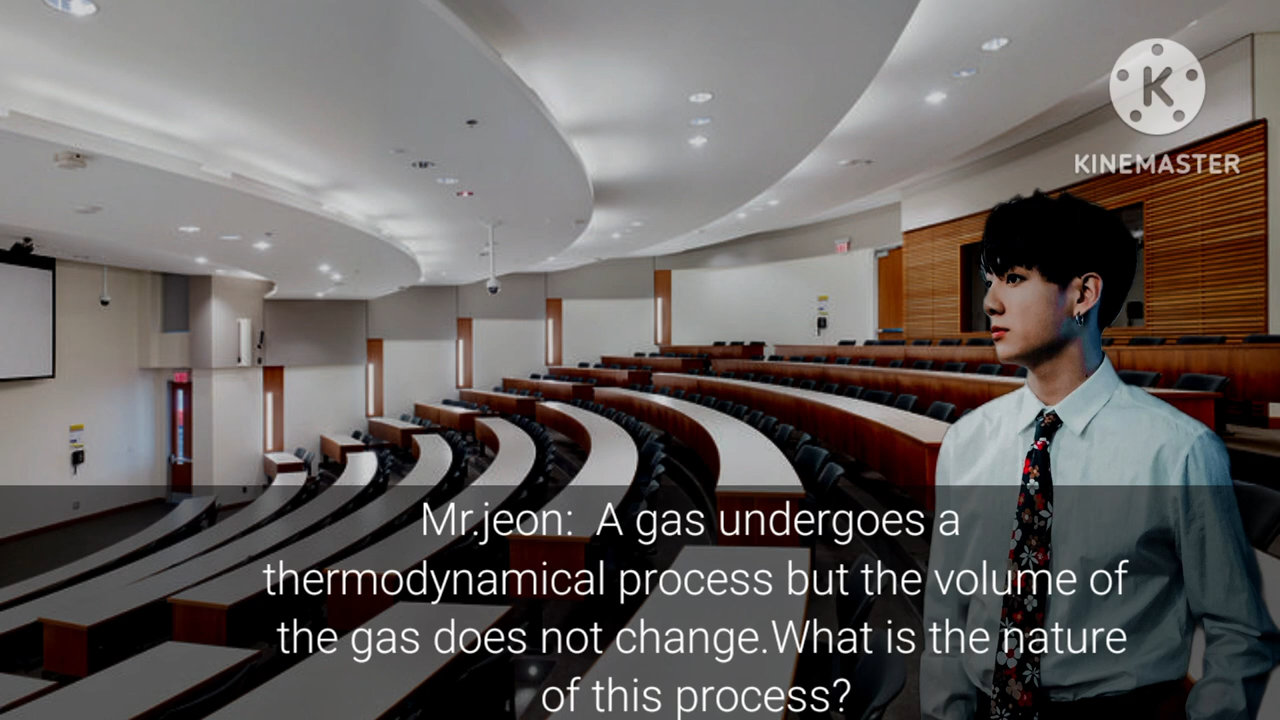 K
KINEMASTER
Mr.jeon:  A gas undergoes a
thermodynamical process but the volume of
the gas does not change.What is the nature
of this process?